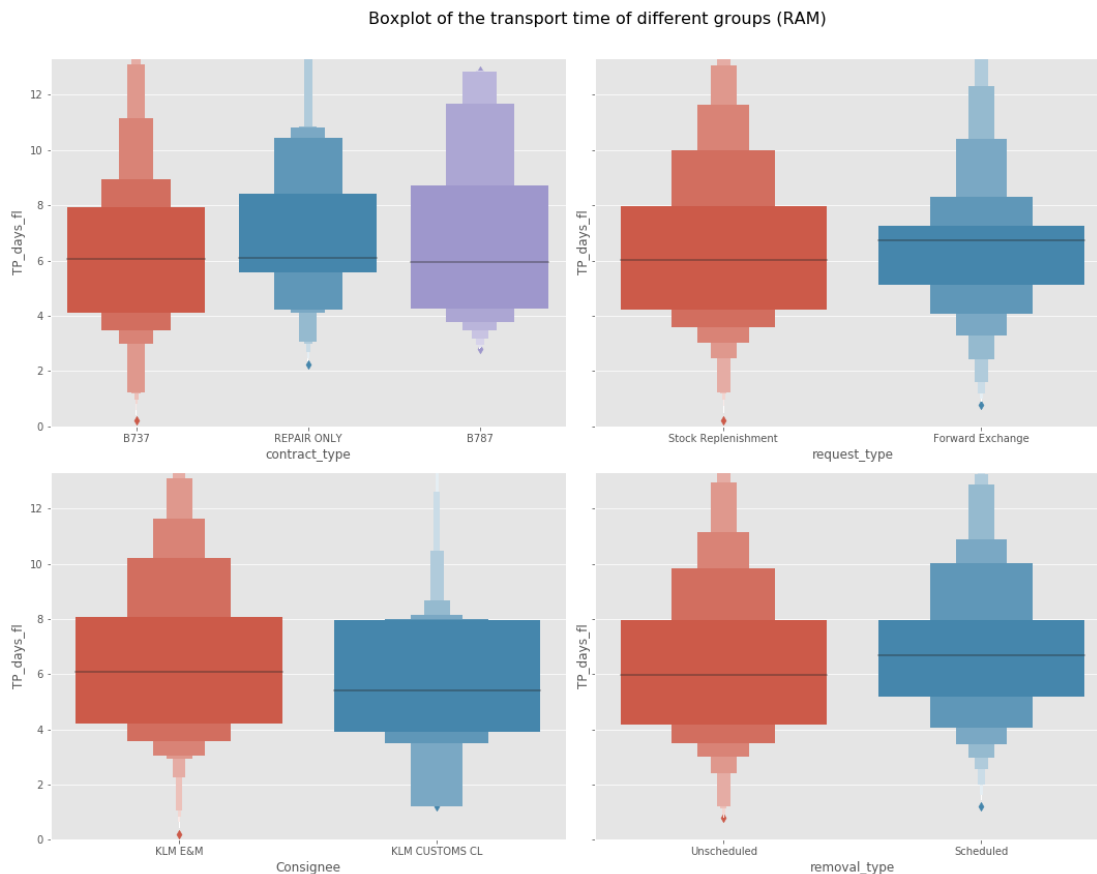 Boxplot of the transport time of different groups (RAM)
12
10
8
6
4
2
0
TP_days_fl
B737 REPAIR ONLY B787
contract_type
TP_days_fl
Stock Replenishment Forward Exchange
request_type
12
10
8
6
4
2
0
TP_days_fl
KLM E&M KLM CUSTOMS CL
Consignee
TP_days_fl
Unscheduled Scheduled
removal_type